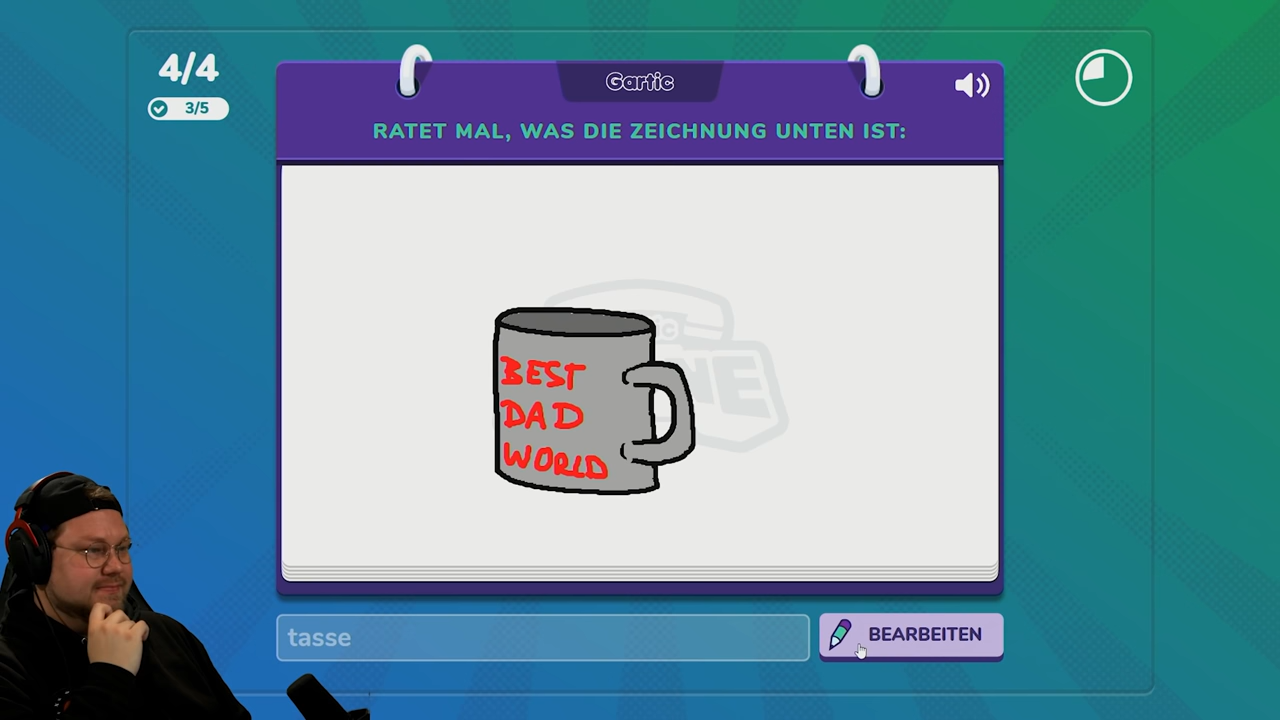 4/4
3/5
Gartic
RATET MAL, WAS DIE ZEICHNUNG UNTEN IST:
BEST
DAD
WORLD
tasse
BEARBEITEN